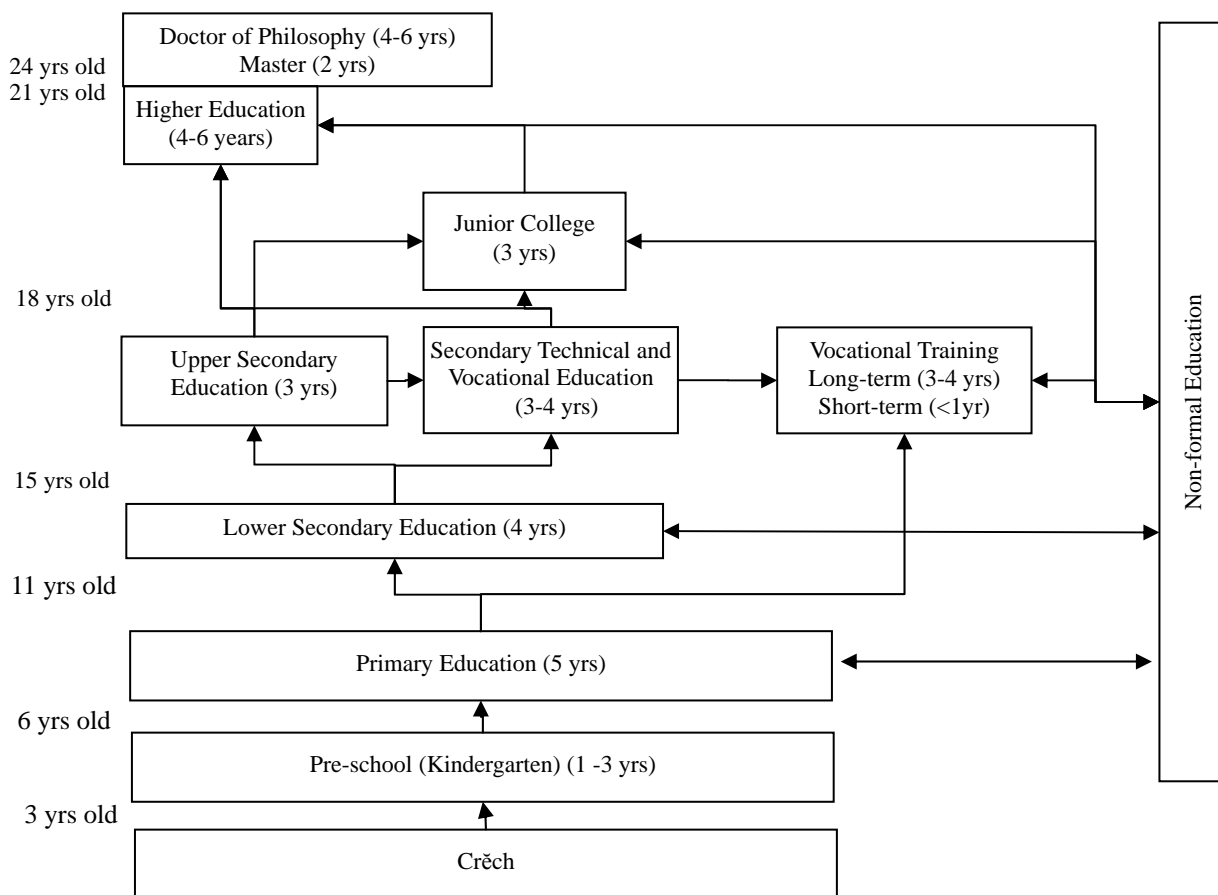 Doctor of Philosophy (4-6 yrs)
Master (2 yrs)
24 yrs old
21 yrs old
Higher Education
(4-6 years)
Junior College
(3 yrs)
18 yrs old
Upper Secondary
Education (3 yrs)
Secondary Technical and
Vocational Education
(3-4 yrs)
Vocational Training
Long-term (3-4 yrs)
Short-term (<1yr)
Non-formal Education
15 yrs old
Lower Secondary Education (4 yrs)
11 yrs old
Primary Education (5 yrs)
6 yrs old
Pre-school (Kindergarten) (1 -3 yrs)
3 yrs old
Crěch